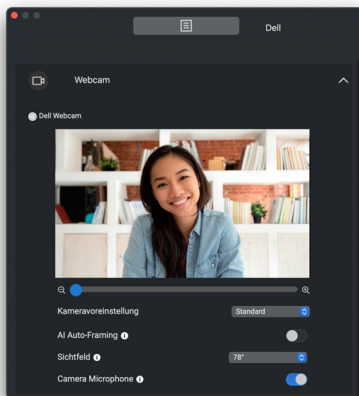 Dell
Webcam
Dell Webcam
Kameravoreinstellung
Standard
AI Auto-Framing
Sichtfeld
78°
Camera Microphone